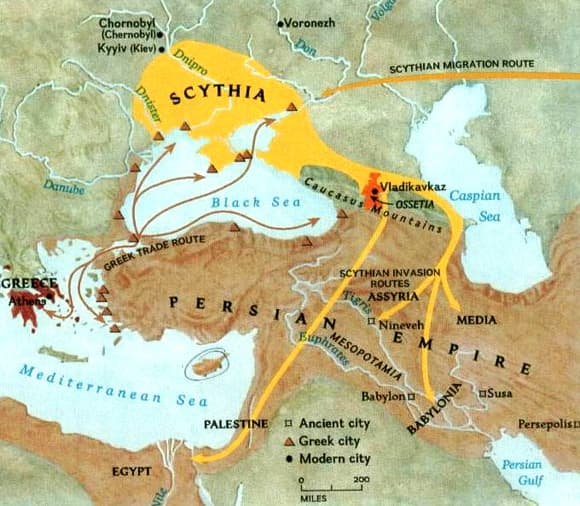 Chornobyl
(Chernobyl)
Kyyiv (Kiev)
Voronezh
Volga
Don
Dnipro
SCYTHIAN MIGRATION ROUTE
SCYTHIA
Dnister
Danube
Vladikavkaz
OSSETIA
Caucasus Mountains
Caspian
Sea
Black Sea
GREEK TRADE ROUTE
GREECE
Athens
SCYTHIAN INVASION
ROUTES
ASSYRIA
Tigris
PERSIAN EMPIRE
Nineveh
MEDIA
MESOPOTAMIA
Euphrates
Mediterranean Sea
Babylon
BABYLONIA
Susa
Persepolis
PALESTINE
Ancient city
Greek city
Modern city
EGYPT
Nile
0 200
MILES
Persian
Gulf